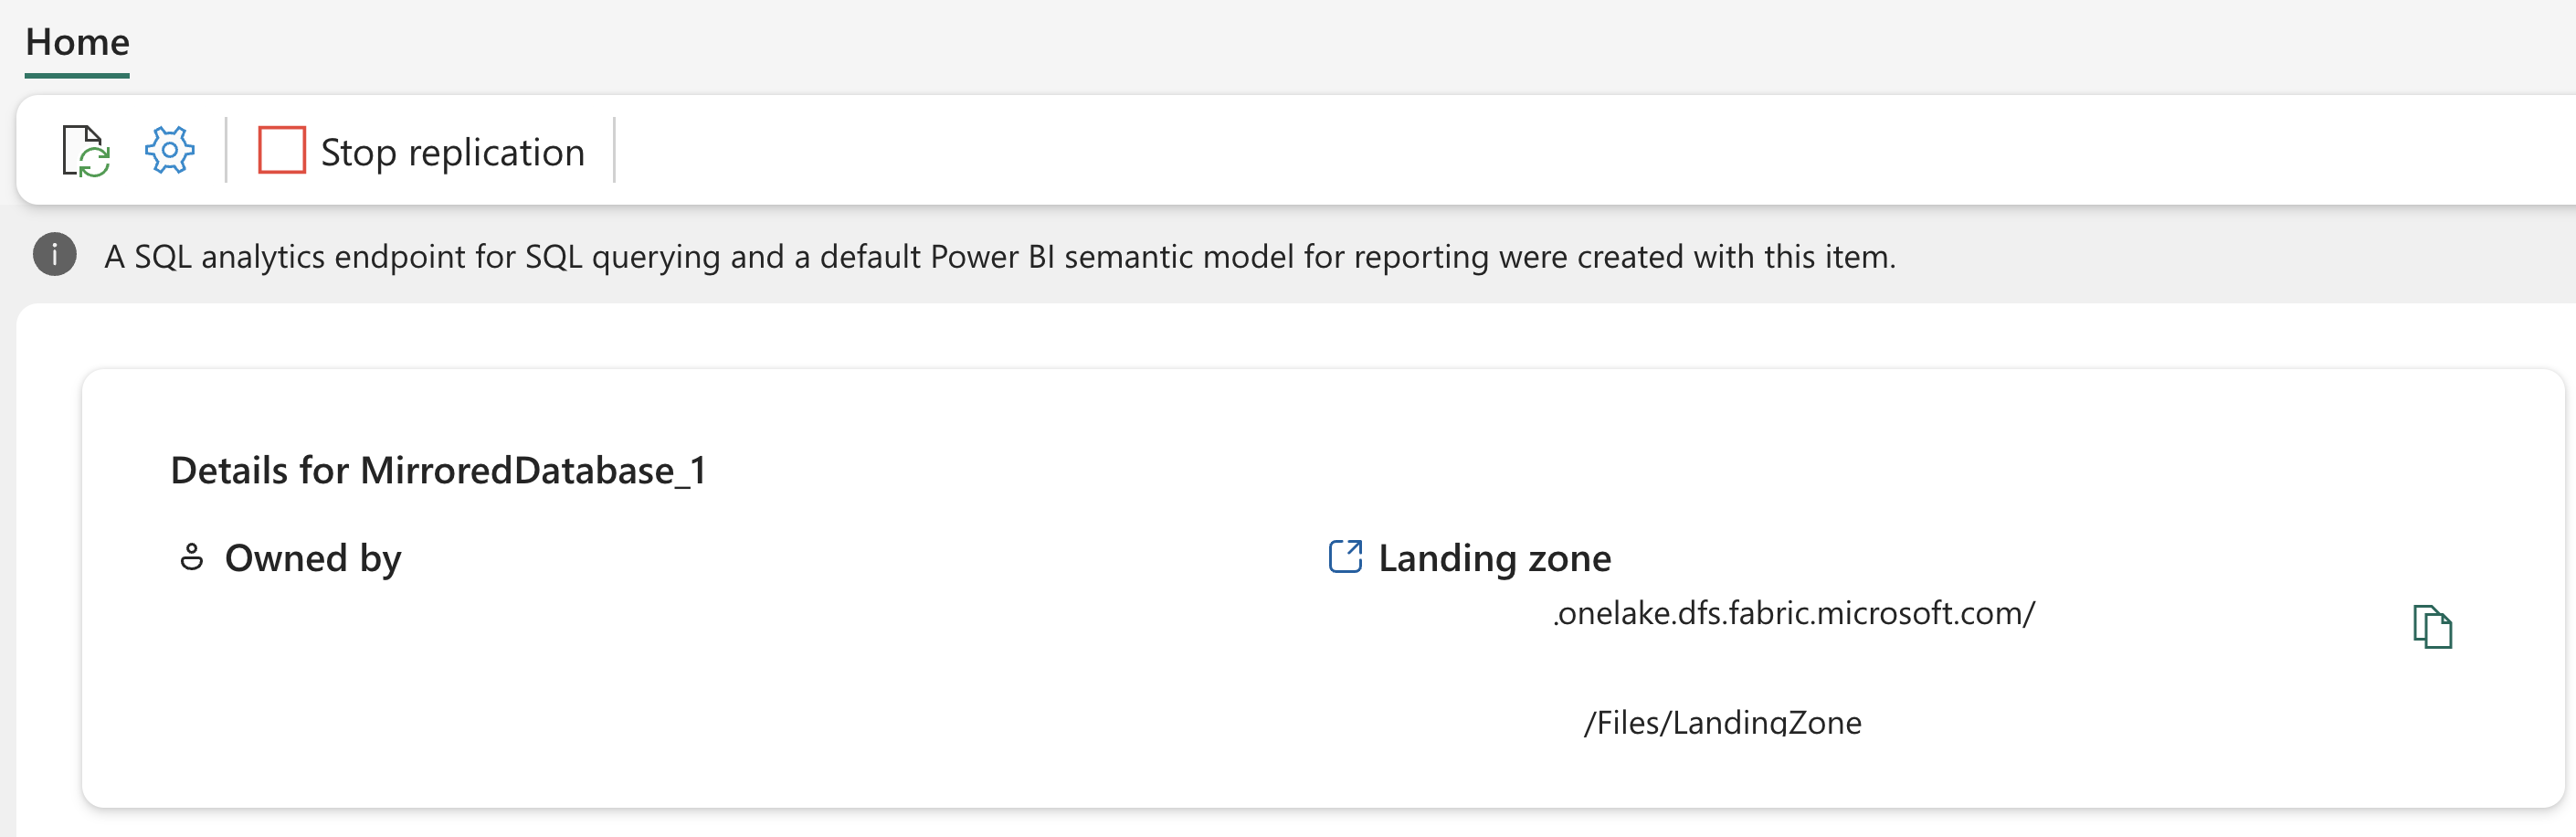 Home
Stop replication
A SQL analytics endpoint for SQL querying and a default Power BI semantic model for reporting were created with this item.
Details for MirroredDatabase_1
Owned by
Landing zone
.onelake.dfs.fabric.microsoft.com/
/Files/LandingZone